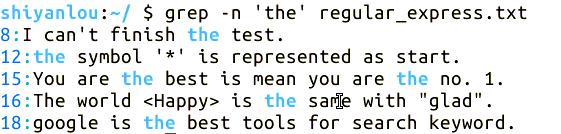 shiyanlou:~/ $ grep -n 'the' regular_express.txt
8:I can't finish the test.
12:the symbol '*' is represented as start.
15:You are the best is mean you are the no. 1.
16:The world <Happy> is the same with "glad".
18:google is the best tools for search keyword.